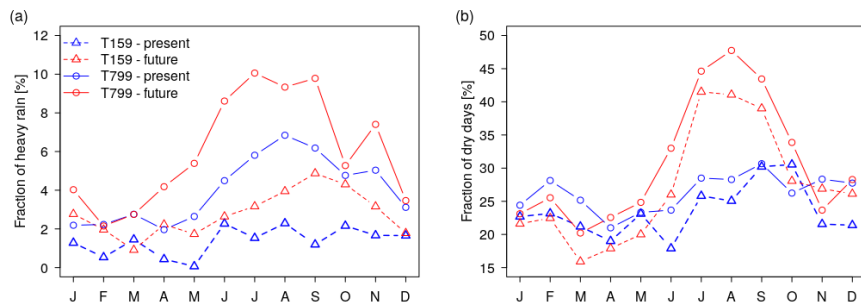 (a)
Fraction of heavy rain [%]
12
10
8
6
4
2
0
T159 - present
T159 - future
T799 - present
T799 - future
J F M A M J J A S O N D
(b)
Fraction of dry days [%]
50
45
40
35
30
25
20
15
J F M A M J J A S O N D